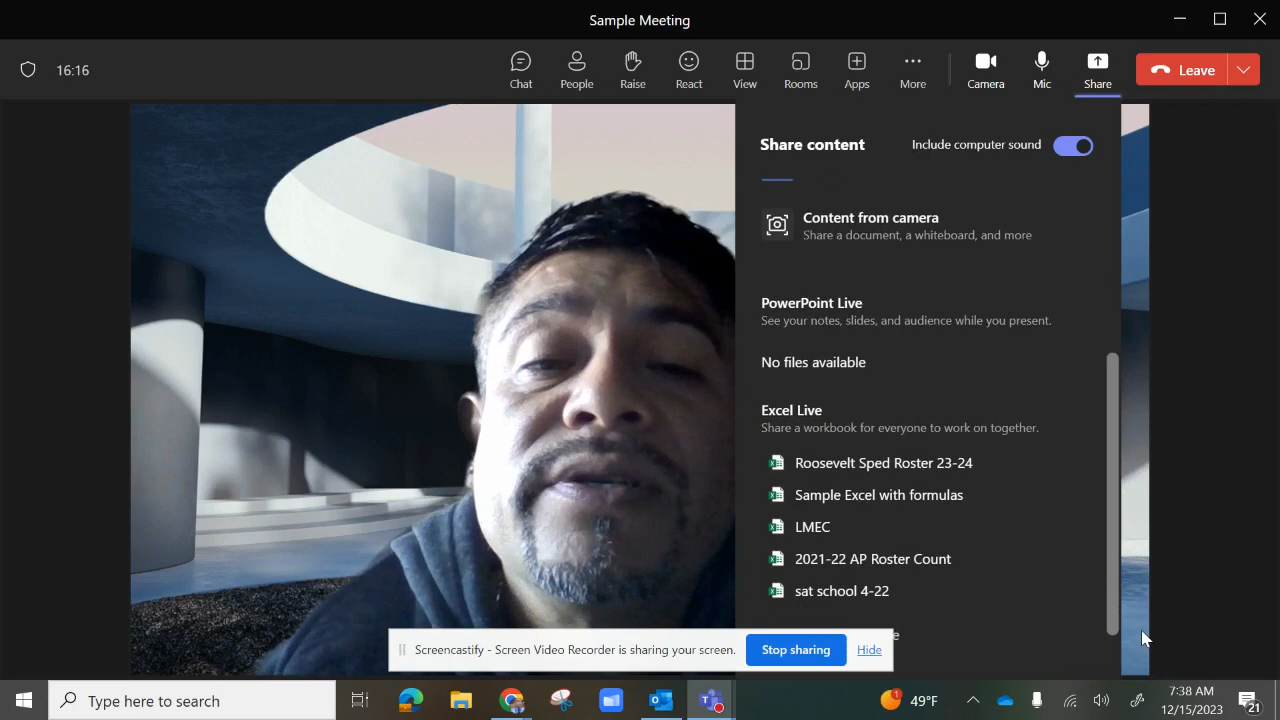 Sample Meeting
16:16
Chat People Raise React View Rooms Apps More Camera Mic Share Leave
Share content Include computer sound
Content from camera
Share a document, a whiteboard, and more
PowerPoint Live
See your notes, slides, and audience while you present.
No files available
Excel Live
Share a workbook for everyone to work on together.
Roosevelt Sped Roster 23-24
Sample Excel with formulas
LMEC
2021-22 AP Roster Count
sat school 4-22
Screencastify - Screen Video Recorder is sharing your screen. Stop sharing Hide
Type here to search
1
49°F
7:38 AM
12/15/2023
21